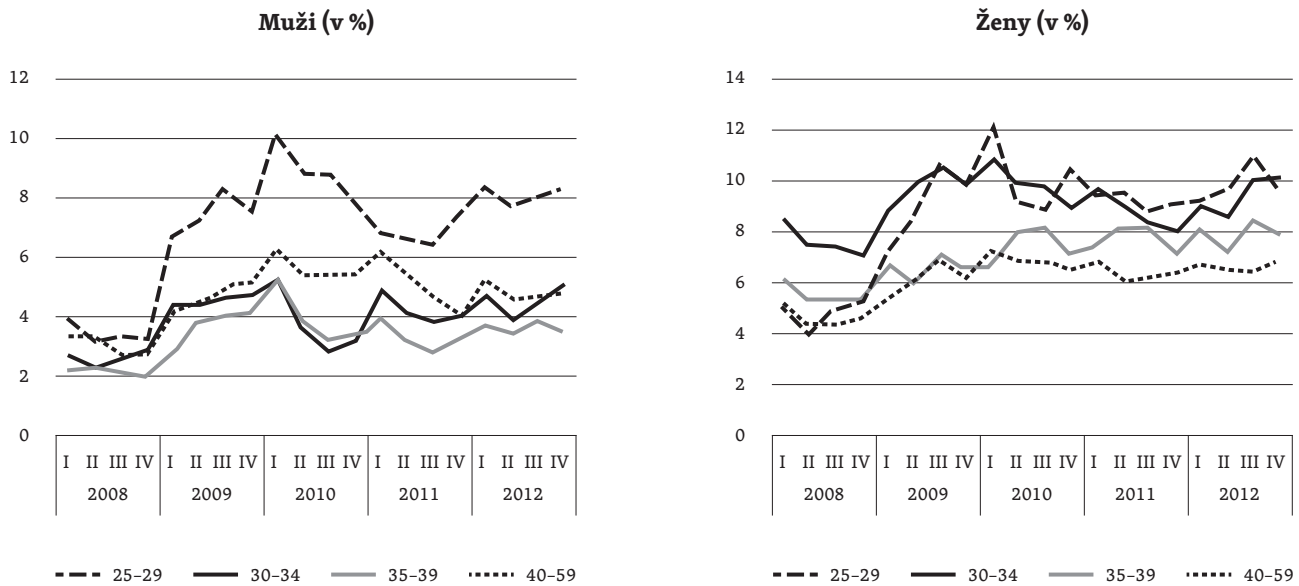 Muži (v %)
12
10
8
6
4
2
0
I II III IV I II III IV I II III IV I II III IV I II III IV
2008 2009 2010 2011 2012
25–29 30–34 35–39 40–59
Ženy (v %)
14
12
10
8
6
4
2
0
I II III IV I II III IV I II III IV I II III IV I II III IV
2008 2009 2010 2011 2012
25–29 30–34 35–39 40–59